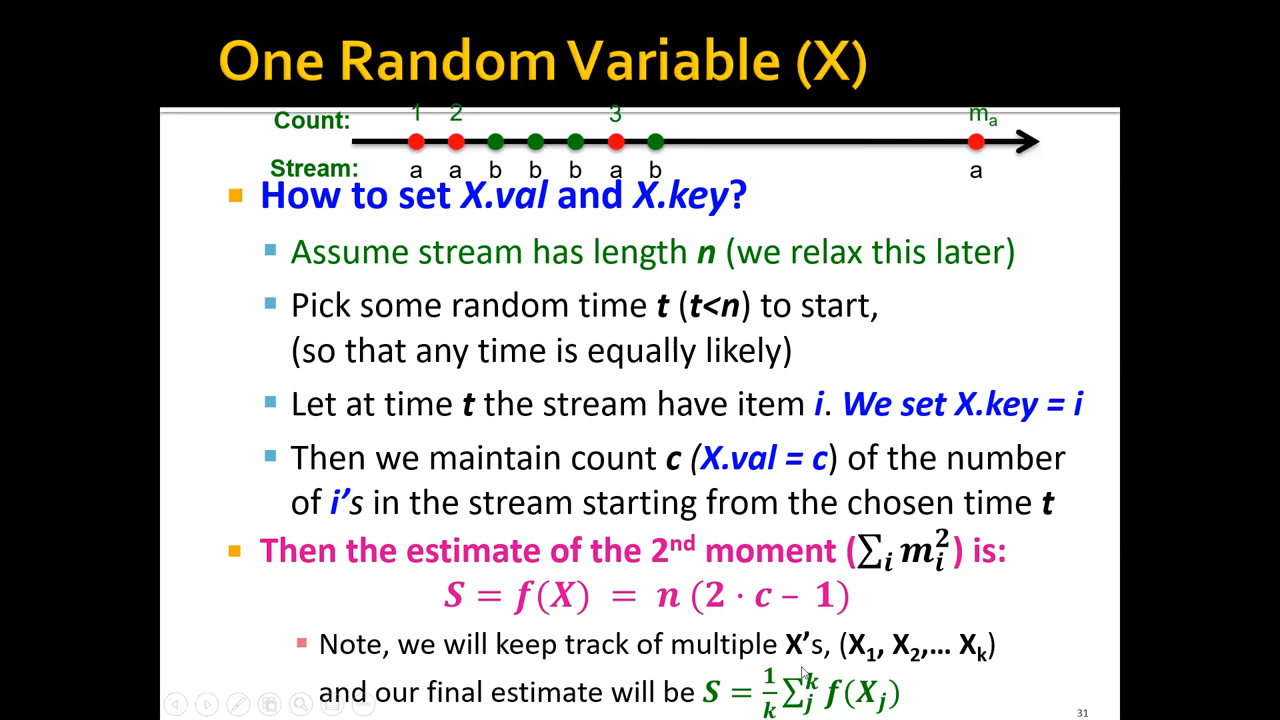 One Random Variable (X)
Count: 1 2 3 mₐ
Stream: a a b b b a b a
How to set X.val and X.key?
Assume stream has length n (we relax this later)
Pick some random time t (t<n) to start,
(so that any time is equally likely)
Let at time t the stream have item i. We set X.key = i
Then we maintain count c (X.val = c) of the number
of i’s in the stream starting from the chosen time t
Then the estimate of the 2ⁿᵈ moment (∑ᵢ mᵢ²) is:
S = f(X) = n (2 · c – 1)
Note, we will keep track of multiple X’s, (X₁, X₂,… Xₖ)
and our final estimate will be S = 1/k ∑ⱼᵏ f(Xⱼ)
31